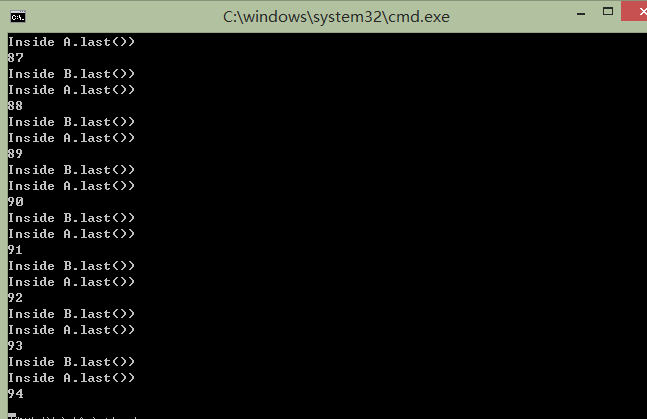 C:\windows\system32\cmd.exe
Inside A.last())
87
Inside B.last())
Inside A.last())
88
Inside B.last())
Inside A.last())
89
Inside B.last())
Inside A.last())
90
Inside B.last())
Inside A.last())
91
Inside B.last())
Inside A.last())
92
Inside B.last())
Inside A.last())
93
Inside B.last())
Inside A.last())
94